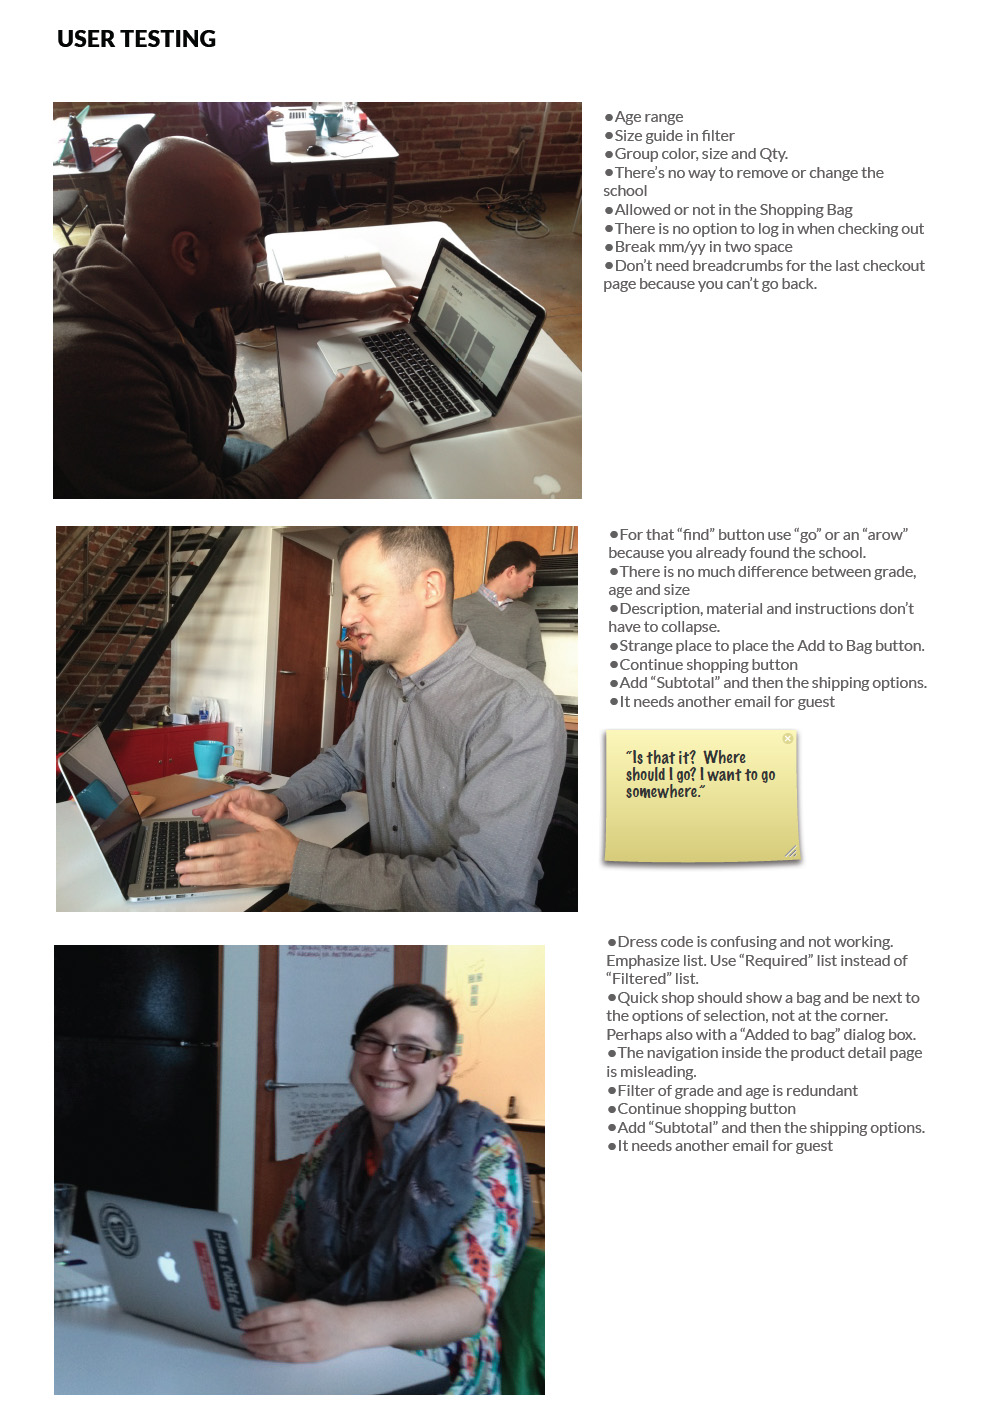 USER TESTING
●Age range
●Size guide in filter
●Group color, size and Qty.
●There's no way to remove or change the
school
●Allowed or not in the Shopping Bag
●There is no option to log in when checking out
●Break mm/yy in two space
●Don't need breadcrumbs for the last checkout
page because you can't go back.
●For that “find” button use “go” or an “arow”
because you already found the school.
●There is no much difference between grade,
age and size
●Description, material and instructions don't
have to collapse.
●Strange place to place the Add to Bag button.
●Continue shopping button
●Add “Subtotal” and then the shipping options.
●It needs another email for guest
“Is that it? Where
should I go? I want to go
somewhere.”
●Dress code is confusing and not working.
Emphasize list. Use “Required” list instead of
“Filtered” list.
●Quick shop should show a bag and be next to
the options of selection, not at the corner.
Perhaps also with a “Added to bag” dialog box.
●The navigation inside the product detail page
is misleading.
●Filter of grade and age is redundant
●Continue shopping button
●Add “Subtotal” and then the shipping options.
●It needs another email for guest
ride a fucking